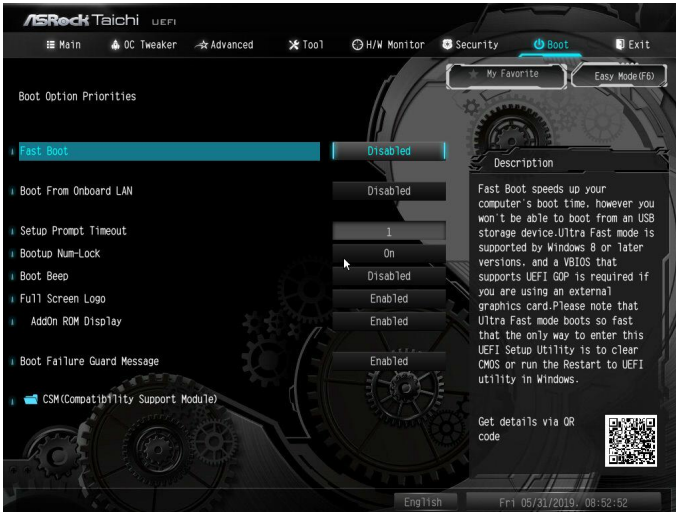 ASRock Taichi UEFI
Main OC Tweaker Advanced Tool H/W Monitor Security Boot Exit
My Favorite Easy Mode(F6)
Boot Option Priorities
Fast Boot Disabled
Boot From Onboard LAN Disabled
Setup Prompt Timeout 1
Bootup Num-Lock On
Boot Beep Disabled
Full Screen Logo Enabled
AddOn ROM Display Enabled
Boot Failure Guard Message Enabled
CSM(Compatibility Support Module)
Description
Fast Boot speeds up your
computer's boot time. however you
won't be able to boot from an USB
storage device.Ultra Fast mode is
supported by Windows 8 or later
versions. and a VBIOS that
supports UEFI GOP is required if
you are using an external
graphics card.Please note that
Ultra Fast mode boots so fast
that the only way to enter this
UEFI Setup Utility is to clear
CMOS or run the Restart to UEFI
utility in Windows.
Get details via QR
code
English Fri 05/31/2019. 08:52:52